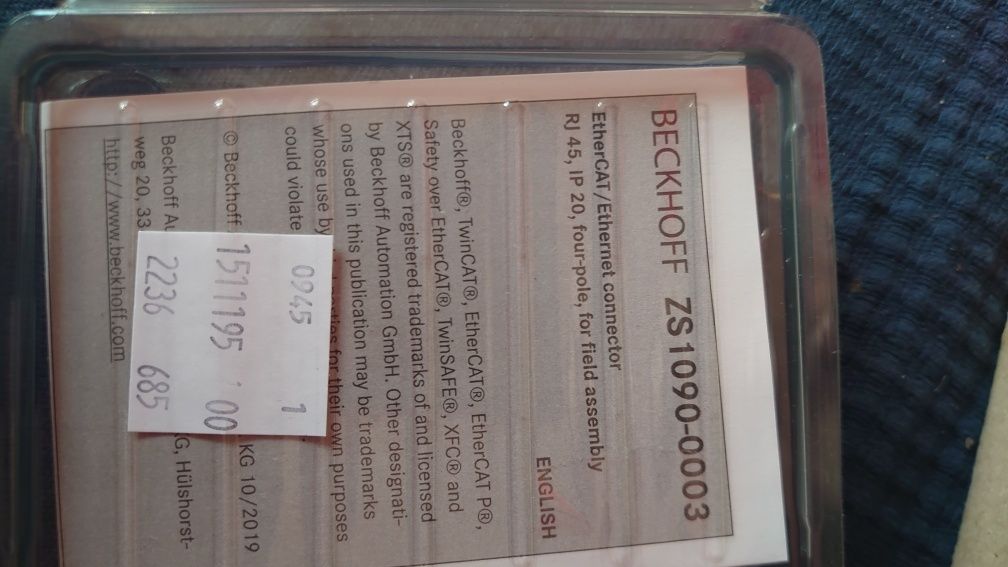 BECKHOFF ZS1090-0003
EtherCAT/Ethernet connector
RJ 45, IP 20, four-pole, for field assembly
ENGLISH
Beckhoff®, TwinCAT®, EtherCAT®, EtherCAT P®,
Safety over EtherCAT®, TwinSAFE®, XFC® and
XTS® are registered trademarks of and licensed
by Beckhoff Automation GmbH. Other designati-
ons used in this publication may be trademarks
whose use by for their own purposes
could violate
© Beckhoff KG 10/2019
Beckhoff KG, Hülshorst-
weg 20, 33
http://www.beckhoff.com
0945 1
1511195 00
2236 685